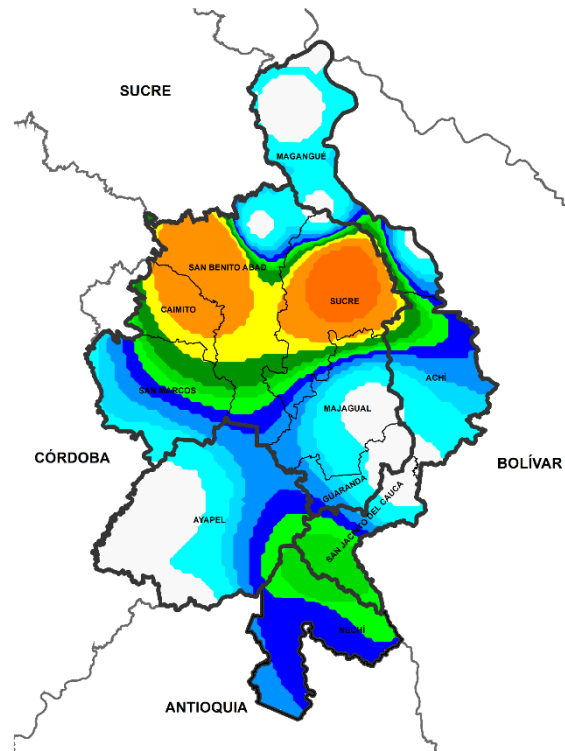 SUCRE
MAGANGUÉ
SAN BENITO ABAD
CAIMITO
SUCRE
SAN MARCOS
ACHÍ
MAJAGUAL
CÓRDOBA
BOLÍVAR
GUARANDA
SAN JACINTO DEL CAUCA
AYAPEL
NECHÍ
ANTIOQUIA